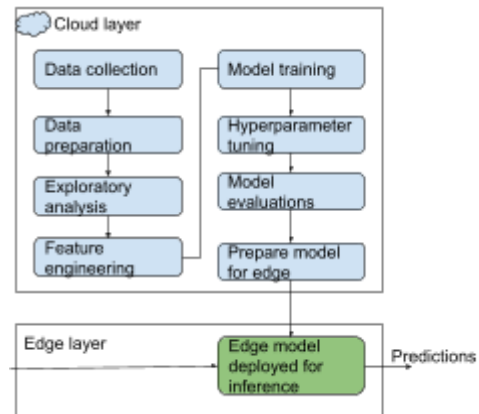 Cloud layer
Data collection
Data
preparation
Exploratory
analysis
Feature
engineering
Model training
Hyperparameter
tuning
Model
evaluations
Prepare model
for edge
Edge layer
Edge model
deployed for
inference
Predictions